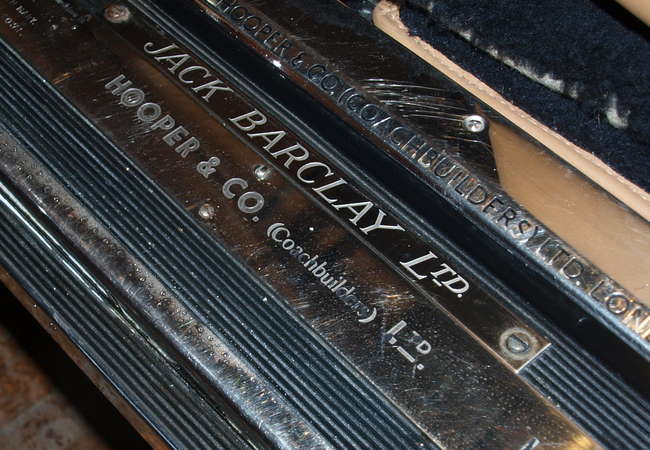 HOOPER & CO. (COACHBUILDERS) LTD. LON
JACK BARCLAY LTD.
HOOPER & CO. (Coachbuilders) LTD.